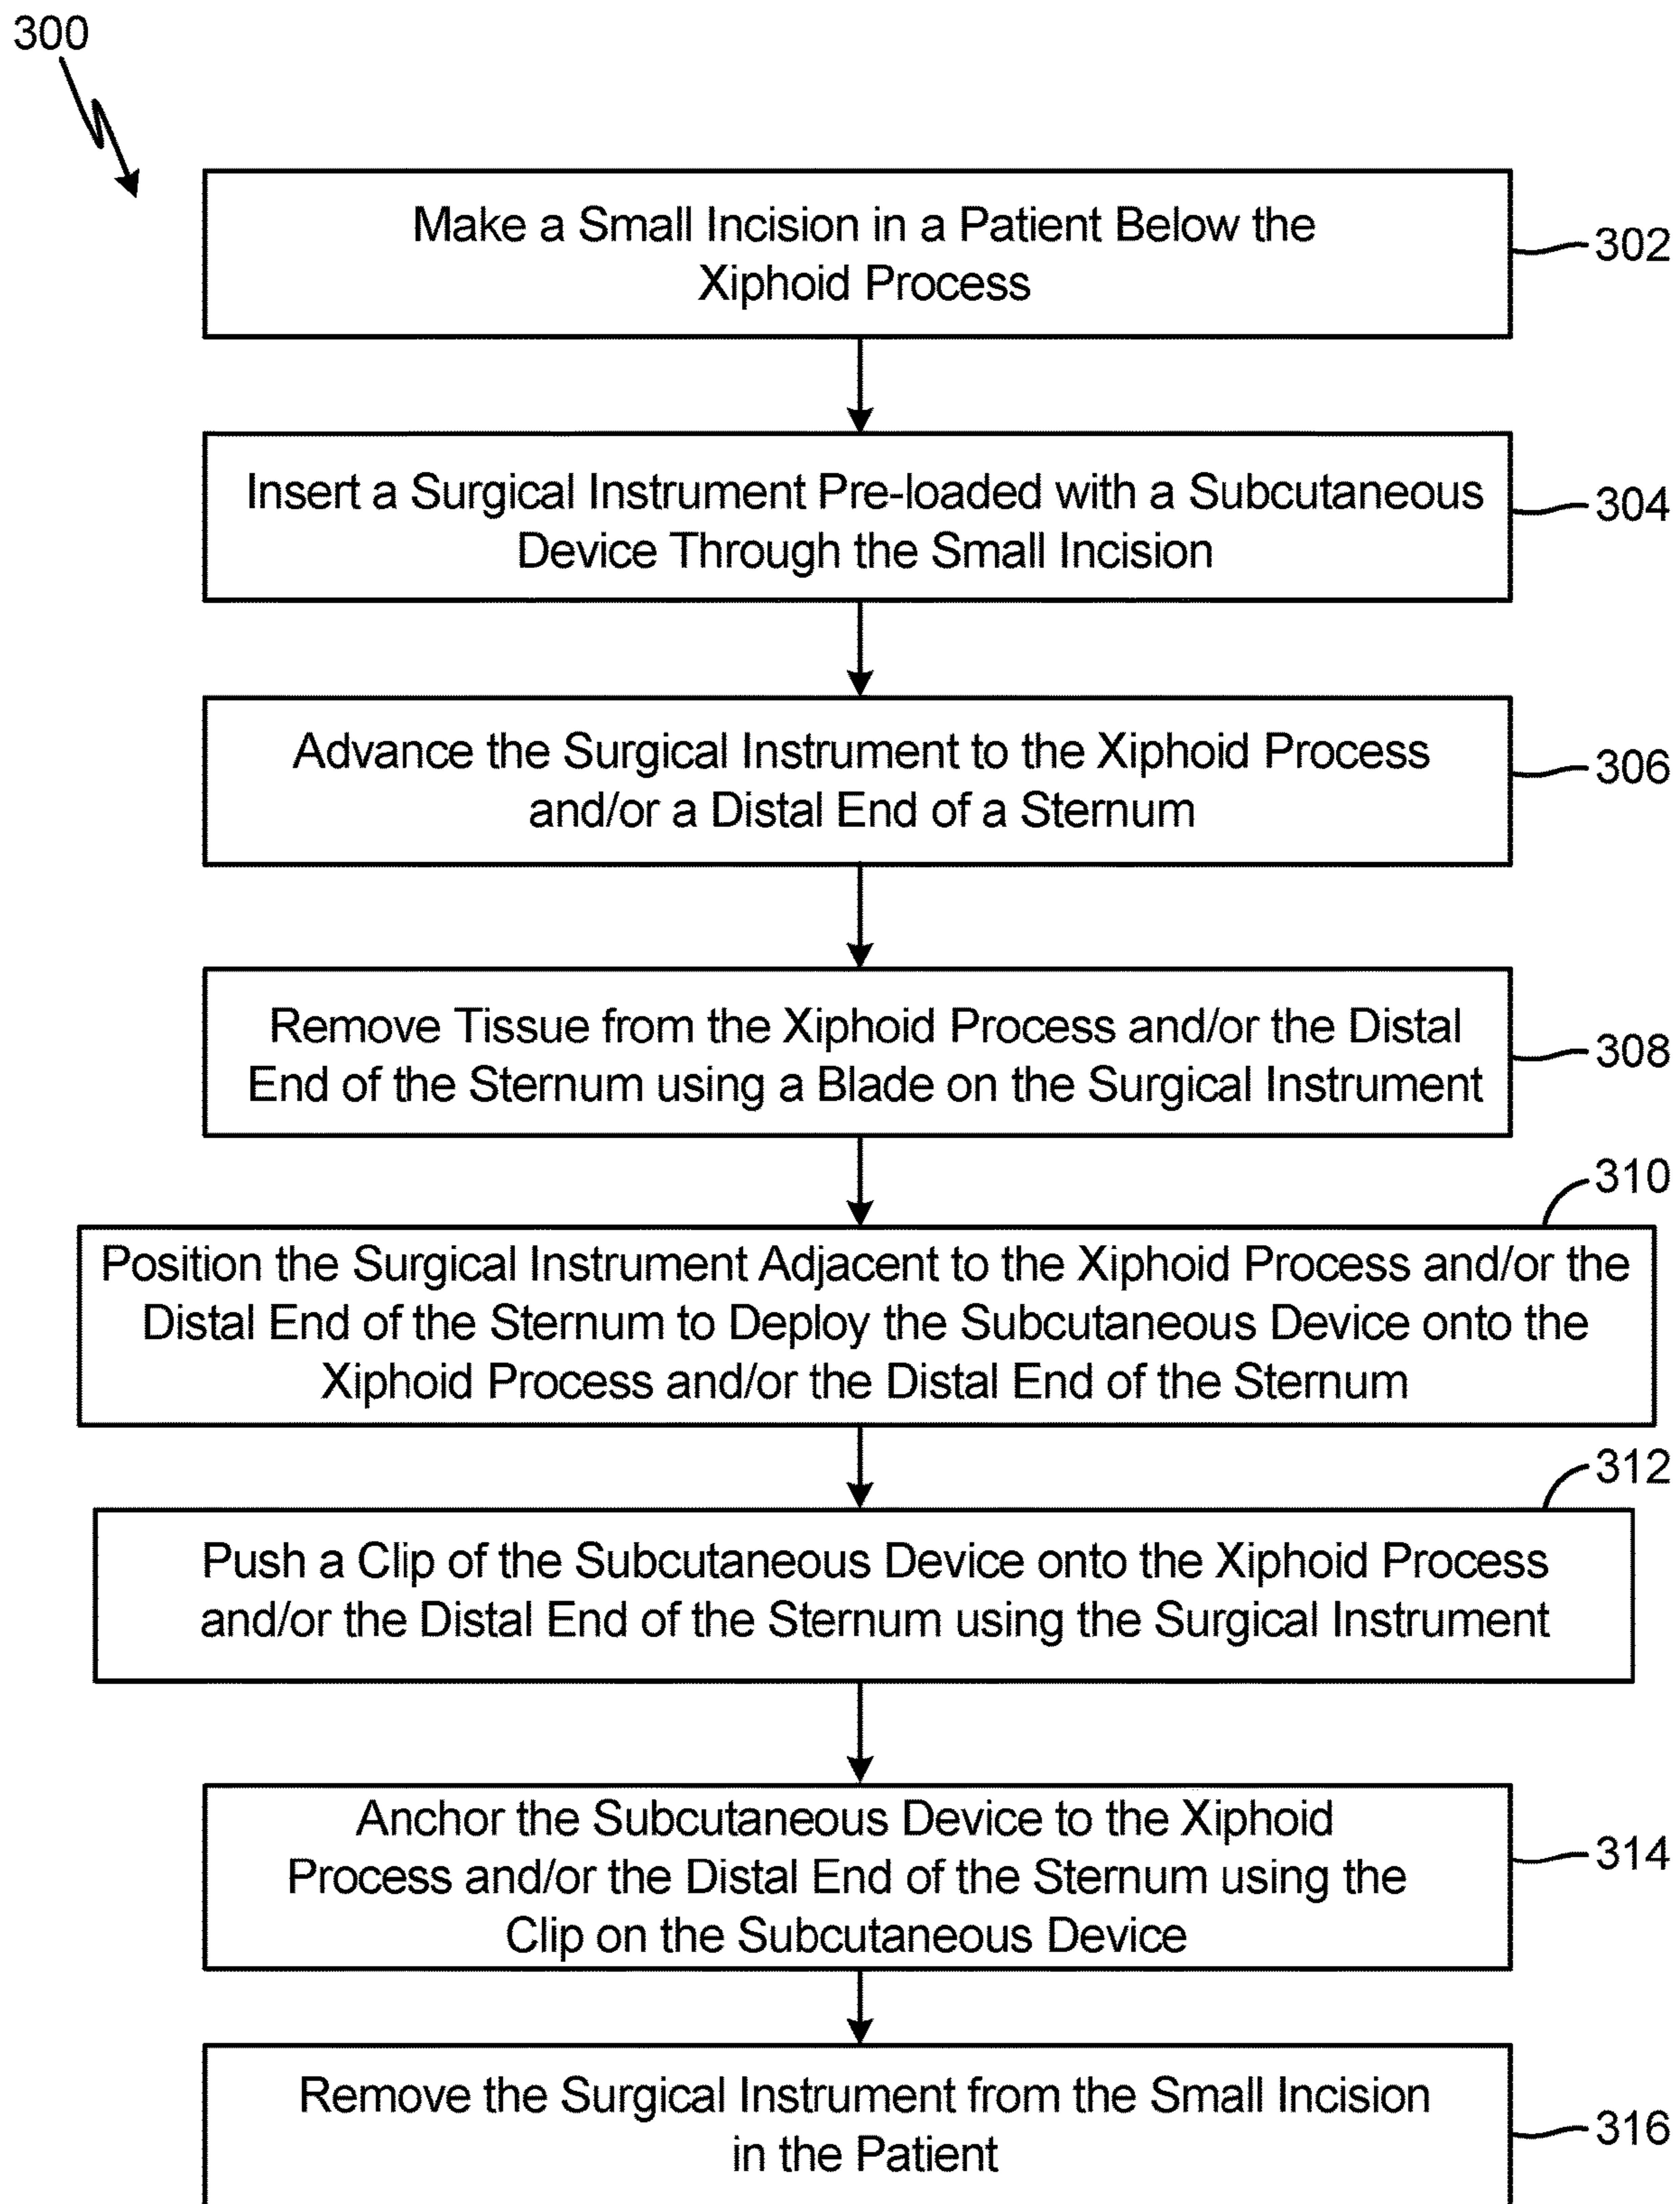 300
Make a Small Incision in a Patient Below the
Xiphoid Process
302
Insert a Surgical Instrument Pre-loaded with a Subcutaneous
Device Through the Small Incision
304
Advance the Surgical Instrument to the Xiphoid Process
and/or a Distal End of a Sternum
306
Remove Tissue from the Xiphoid Process and/or the Distal
End of the Sternum using a Blade on the Surgical Instrument
308
310
Position the Surgical Instrument Adjacent to the Xiphoid Process and/or the
Distal End of the Sternum to Deploy the Subcutaneous Device onto the
Xiphoid Process and/or the Distal End of the Sternum
312
Push a Clip of the Subcutaneous Device onto the Xiphoid Process
and/or the Distal End of the Sternum using the Surgical Instrument
Anchor the Subcutaneous Device to the Xiphoid
Process and/or the Distal End of the Sternum using the
Clip on the Subcutaneous Device
314
Remove the Surgical Instrument from the Small Incision
in the Patient
316